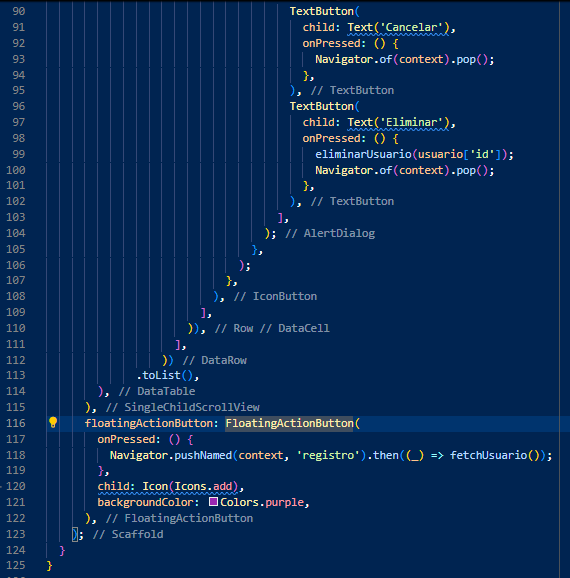 90 TextButton(
91 child: Text('Cancelar'),
92 onPressed: () {
93 Navigator.of(context).pop();
94 },
95 ), // TextButton
96 TextButton(
97 child: Text('Eliminar'),
98 onPressed: () {
99 eliminarUsuario(usuario['id']);
100 Navigator.of(context).pop();
101 },
102 ), // TextButton
103 ],
104 ); // AlertDialog
105 },
106 );
107 },
108 ), // IconButton
109 ],
110 )), // Row // DataCell
111 ],
112 )) // DataRow
113 .toList(),
114 ), // DataTable
115 ), // SingleChildScrollView
116 floatingActionButton: FloatingActionButton(
117 onPressed: () {
118 Navigator.pushNamed(context, 'registro').then((_) => fetchUsuario());
119 },
120 child: Icon(Icons.add),
121 backgroundColor: Colors.purple,
122 ), // FloatingActionButton
123 ); // Scaffold
124 }
125 }